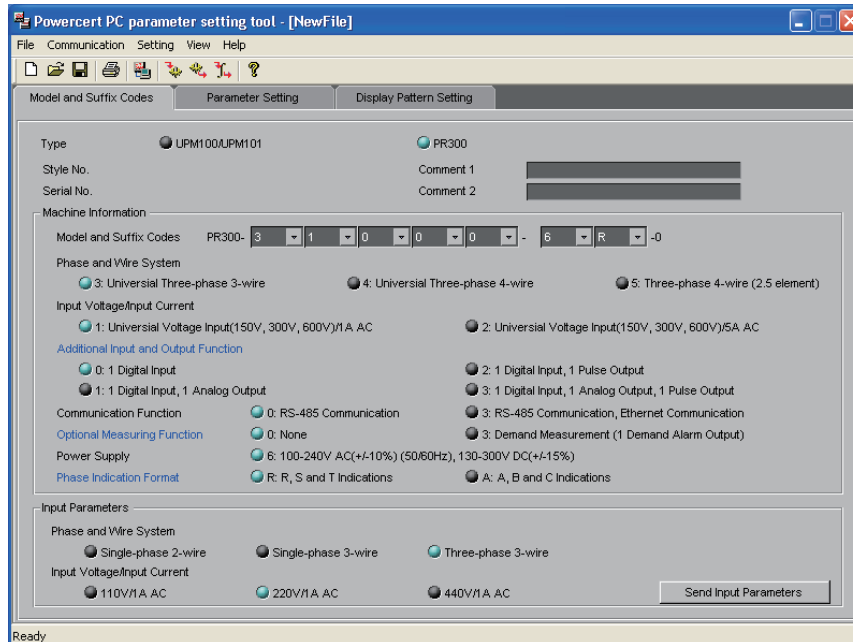 Powercert PC parameter setting tool - [NewFile]
File Communication Setting View Help
Model and Suffix Codes Parameter Setting Display Pattern Setting
Type UPM100/UPM101 PR300
Style No. Comment 1
Serial No. Comment 2
Machine Information
Model and Suffix Codes PR300- 3 1 0 0 0 - 6 R -0
Phase and Wire System
3: Universial Three-phase 3-wire 4: Universial Three-phase 4-wire 5: Three-phase 4-wire (2.5 element)
Input Voltage/Input Current
1: Universial Voltage Input(150V, 300V, 600V)/1A AC 2: Universial Voltage Input(150V, 300V, 600V)/5A AC
Additional Input and Output Function
0: 1 Digital Input 2: 1 Digital Input, 1 Pulse Output
1: 1 Digital Input, 1 Analog Output 3: 1 Digital Input, 1 Analog Output, 1 Pulse Output
Communication Function 0: RS-485 Communication 3: RS-485 Communication, Ethernet Communication
Optional Measuring Function 0: None 3: Demand Measurement (1 Demand Alarm Output)
Power Supply 6: 100-240V AC(+/-10%) (50/60Hz), 130-300V DC(+/-15%)
Phase Indication Format R: R, S and T Indications A: A, B and C Indications
Input Parameters
Phase and Wire System
Single-phase 2-wire Single-phase 3-wire Three-phase 3-wire
Input Voltage/Input Current
110V/1A AC 220V/1A AC 440V/1A AC Send Input Parameters
Ready